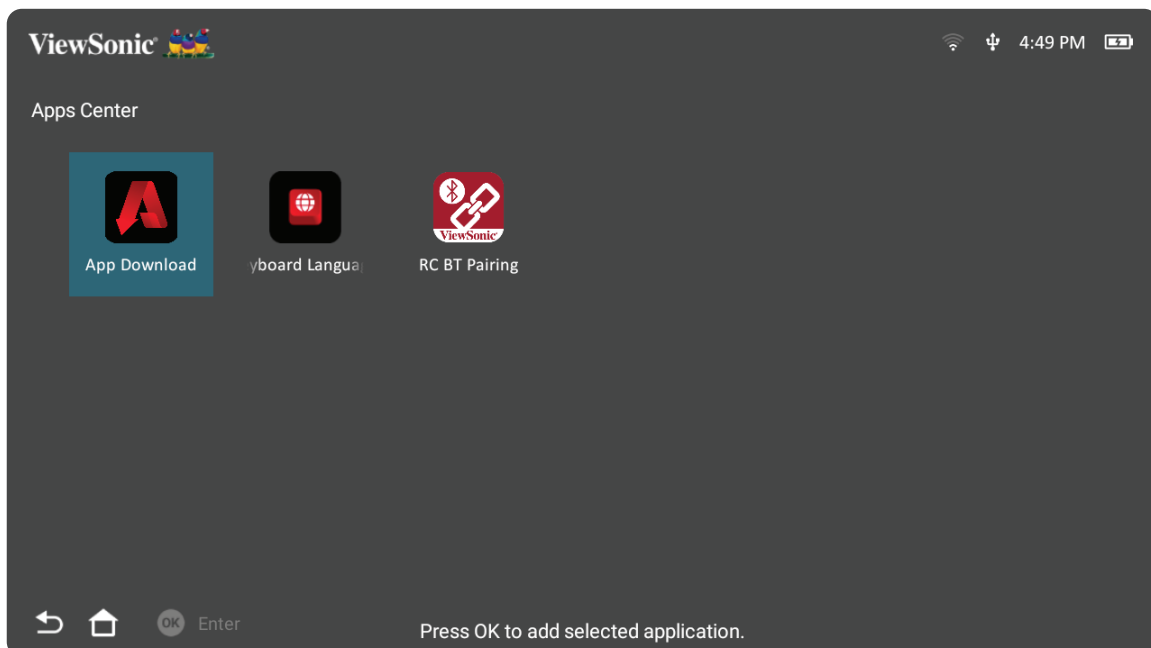 ViewSonic
4:49 PM
Apps Center
ViewSonic
App Download
yboard Langua
RC BT Pairing
OK Enter
Press OK to add selected application.